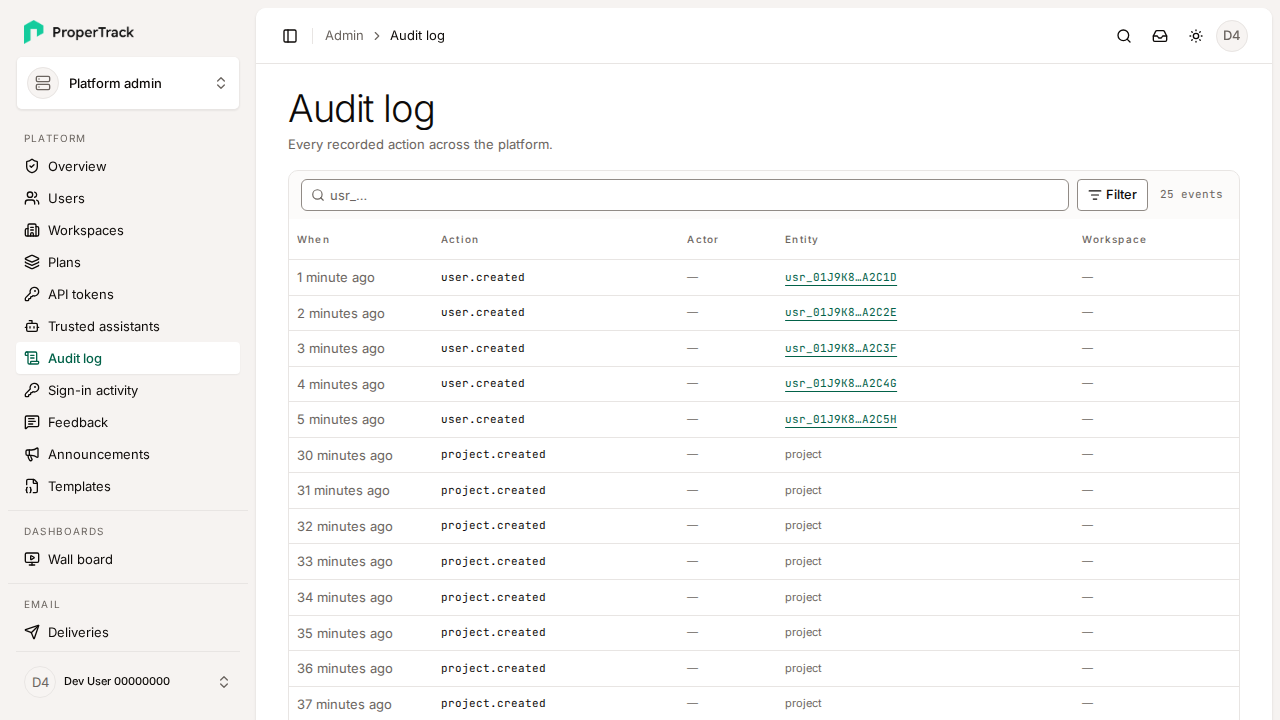 ProperTrack
Platform admin
PLATFORM
Overview
Users
Workspaces
Plans
API tokens
Trusted assistants
Audit log
Sign-in activity
Feedback
Announcements
Templates
DASHBOARDS
Wall board
EMAIL
Deliveries
D4 Dev User 00000000
Admin > Audit log
D4
Audit log
Every recorded action across the platform.
usr_... Filter 25 events
When Action Actor Entity Workspace
1 minute ago user.created — usr_01J9K8…A2C1D —
2 minutes ago user.created — usr_01J9K8…A2C2E —
3 minutes ago user.created — usr_01J9K8…A2C3F —
4 minutes ago user.created — usr_01J9K8…A2C4G —
5 minutes ago user.created — usr_01J9K8…A2C5H —
30 minutes ago project.created — project —
31 minutes ago project.created — project —
32 minutes ago project.created — project —
33 minutes ago project.created — project —
34 minutes ago project.created — project —
35 minutes ago project.created — project —
36 minutes ago project.created — project —
37 minutes ago project.created — project —